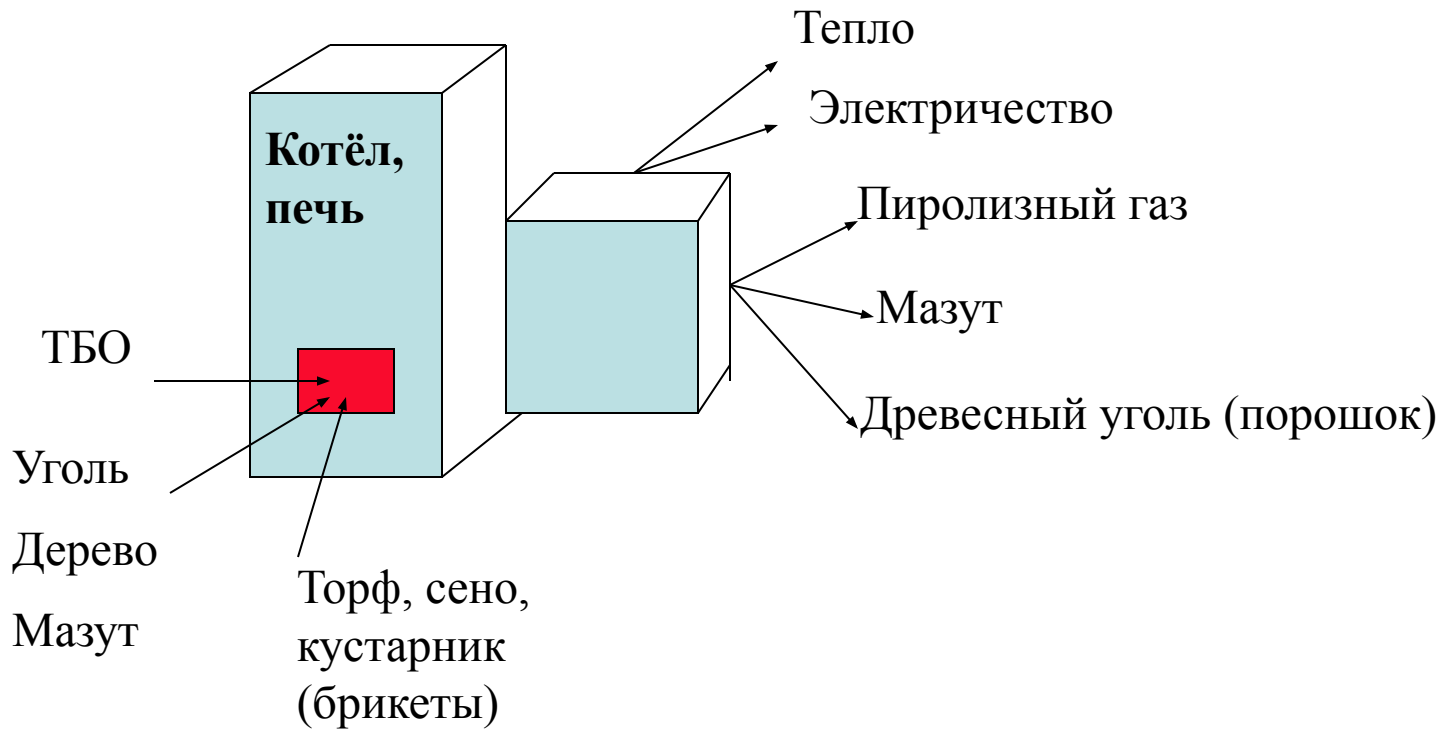 Тепло
Электричество
Котёл,
печь
Пиролизный газ
Мазут
ТБО
Древесный уголь (порошок)
Уголь
Дерево
Мазут
Торф, сено,
кустарник
(брикеты)